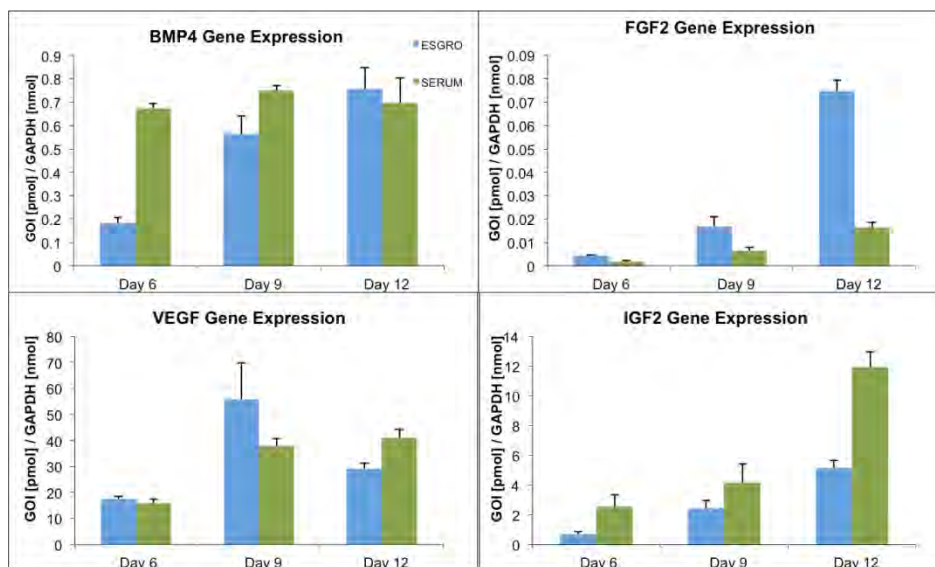 BMP4 Gene Expression
ESGRO
SERUM
GOI [pmol] / GAPDH [nmol]
0.9
0.8
0.7
0.6
0.5
0.4
0.3
0.2
0.1
0
Day 6 Day 9 Day 12
FGF2 Gene Expression
GOI [pmol] / GAPDH [nmol]
0.09
0.08
0.07
0.06
0.05
0.04
0.03
0.02
0.01
0
Day 6 Day 9 Day 12
VEGF Gene Expression
GOI [pmol] / GAPDH [nmol]
80
70
60
50
40
30
20
10
0
Day 6 Day 9 Day 12
IGF2 Gene Expression
GOI [pmol] / GAPDH [nmol]
14
12
10
8
6
4
2
0
Day 6 Day 9 Day 12